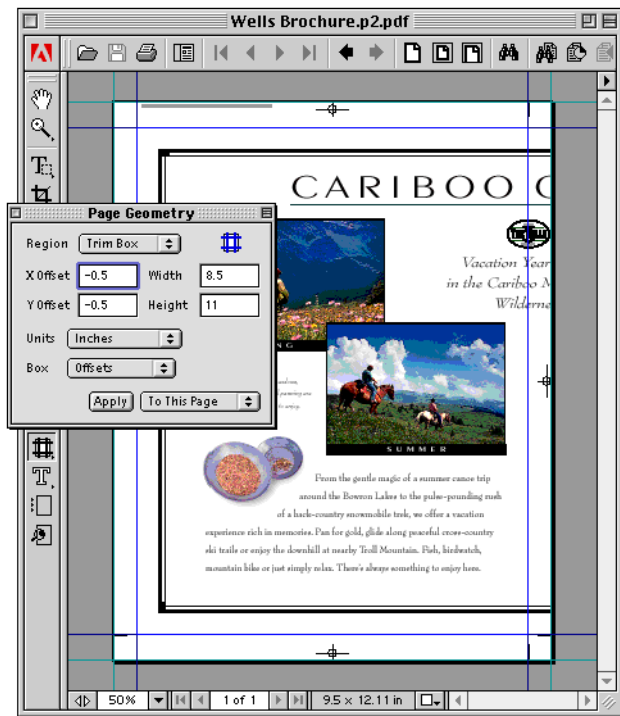 Wells Brochure.p2.pdf
CARIBOO
Vacation Year
in the Cariboo M
Wilderne
Page Geometry
Region Trim Box
X Offset -0.5 Width 8.5
Y Offset -0.5 Height 11
Units Inches
Box Offsets
Apply To This Page
NG
to enjoy.
SUMMER
From the gentle magic of a summer canoe trip
around the Bowron Lakes to the pulse-pounding rush
of a back-country snowmobile trek, we offer a vacation
experience rich in memories. Pan for gold, glide along peaceful cross-country
ski trails or enjoy the downhill at nearby Troll Mountain. Fish, birdwatch,
mountain bike or just simply relax. There's always something to enjoy here.
50% 1 of 1 9.5 x 12.11 in